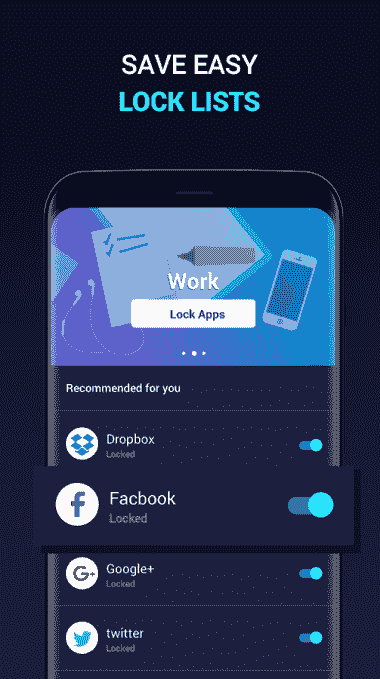 SAVE EASY
LOCK LISTS
Work
Lock Apps
Recommended for you
Dropbox
Locked
Facbook
Locked
Google+
Locked
twitter
Locked